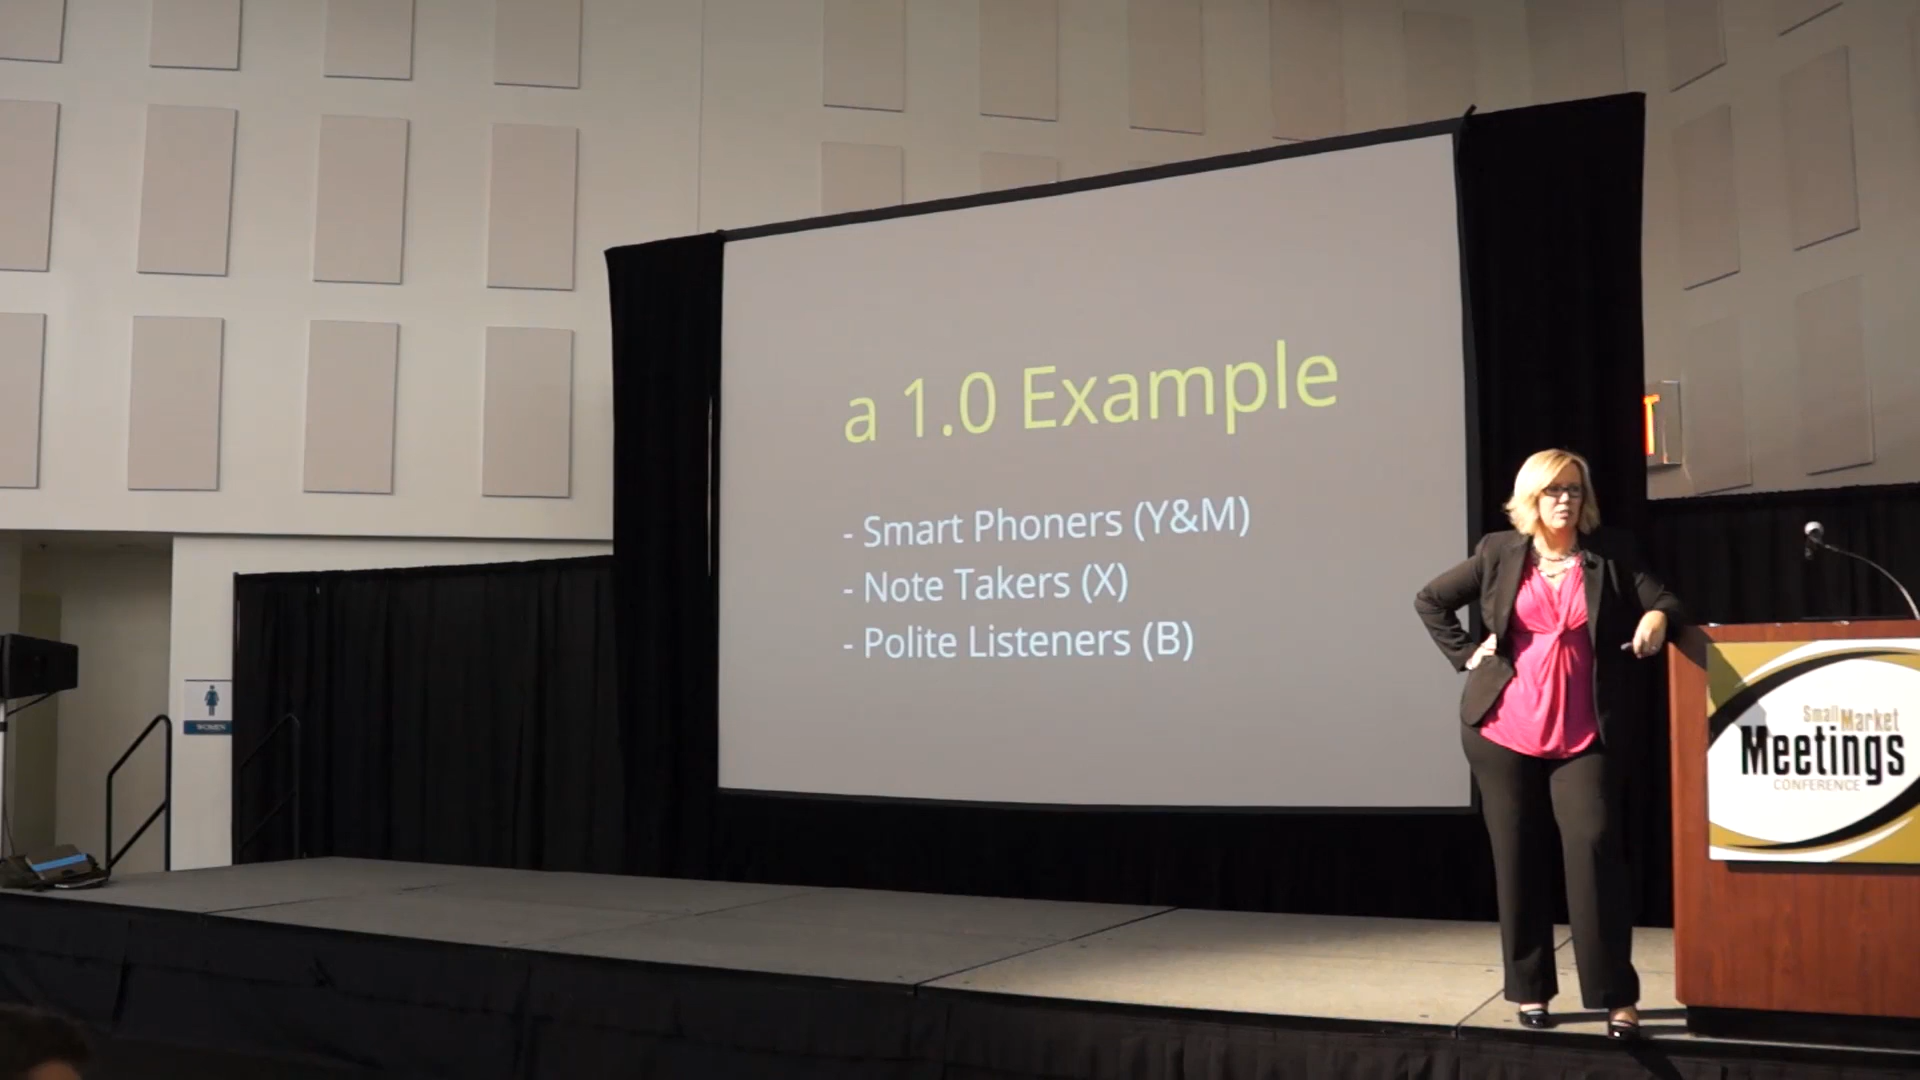 a 1.0 Example
- Smart Phoners (Y&M)
- Note Takers (X)
- Polite Listeners (B)
T
WOMEN
Small Market
Meetings
CONFERENCE